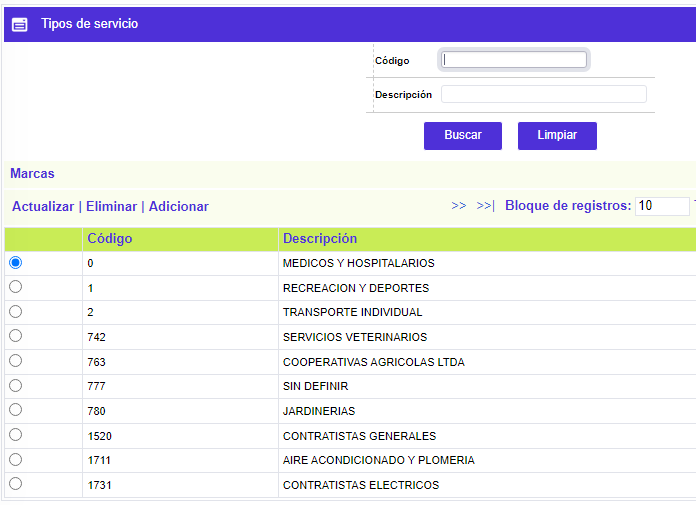 Tipos de servicio
Código
Descripción
Buscar Limpiar
Marcas
Actualizar | Eliminar | Adicionar >> >>| Bloque de registros: 10
Código Descripción
0 MEDICOS Y HOSPITALARIOS
1 RECREACION Y DEPORTES
2 TRANSPORTE INDIVIDUAL
742 SERVICIOS VETERINARIOS
763 COOPERATIVAS AGRICOLAS LTDA
777 SIN DEFINIR
780 JARDINERIAS
1520 CONTRATISTAS GENERALES
1711 AIRE ACONDICIONADO Y PLOMERIA
1731 CONTRATISTAS ELECTRICOS